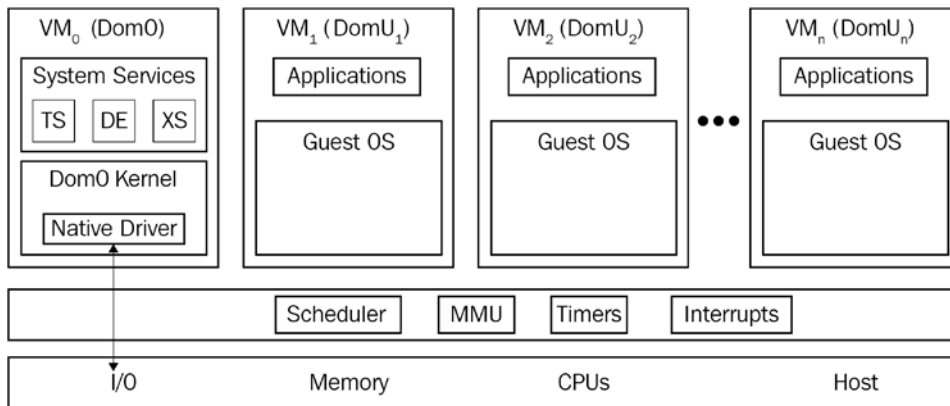 VM₀ (Dom0)
System Services
TS DE XS
Dom0 Kernel
Native Driver
VM₁ (DomU₁)
Applications
Guest OS
VM₂ (DomU₂)
Applications
Guest OS
•••
VMₙ (DomUₙ)
Applications
Guest OS
Scheduler MMU Timers Interrupts
I/O Memory CPUs Host